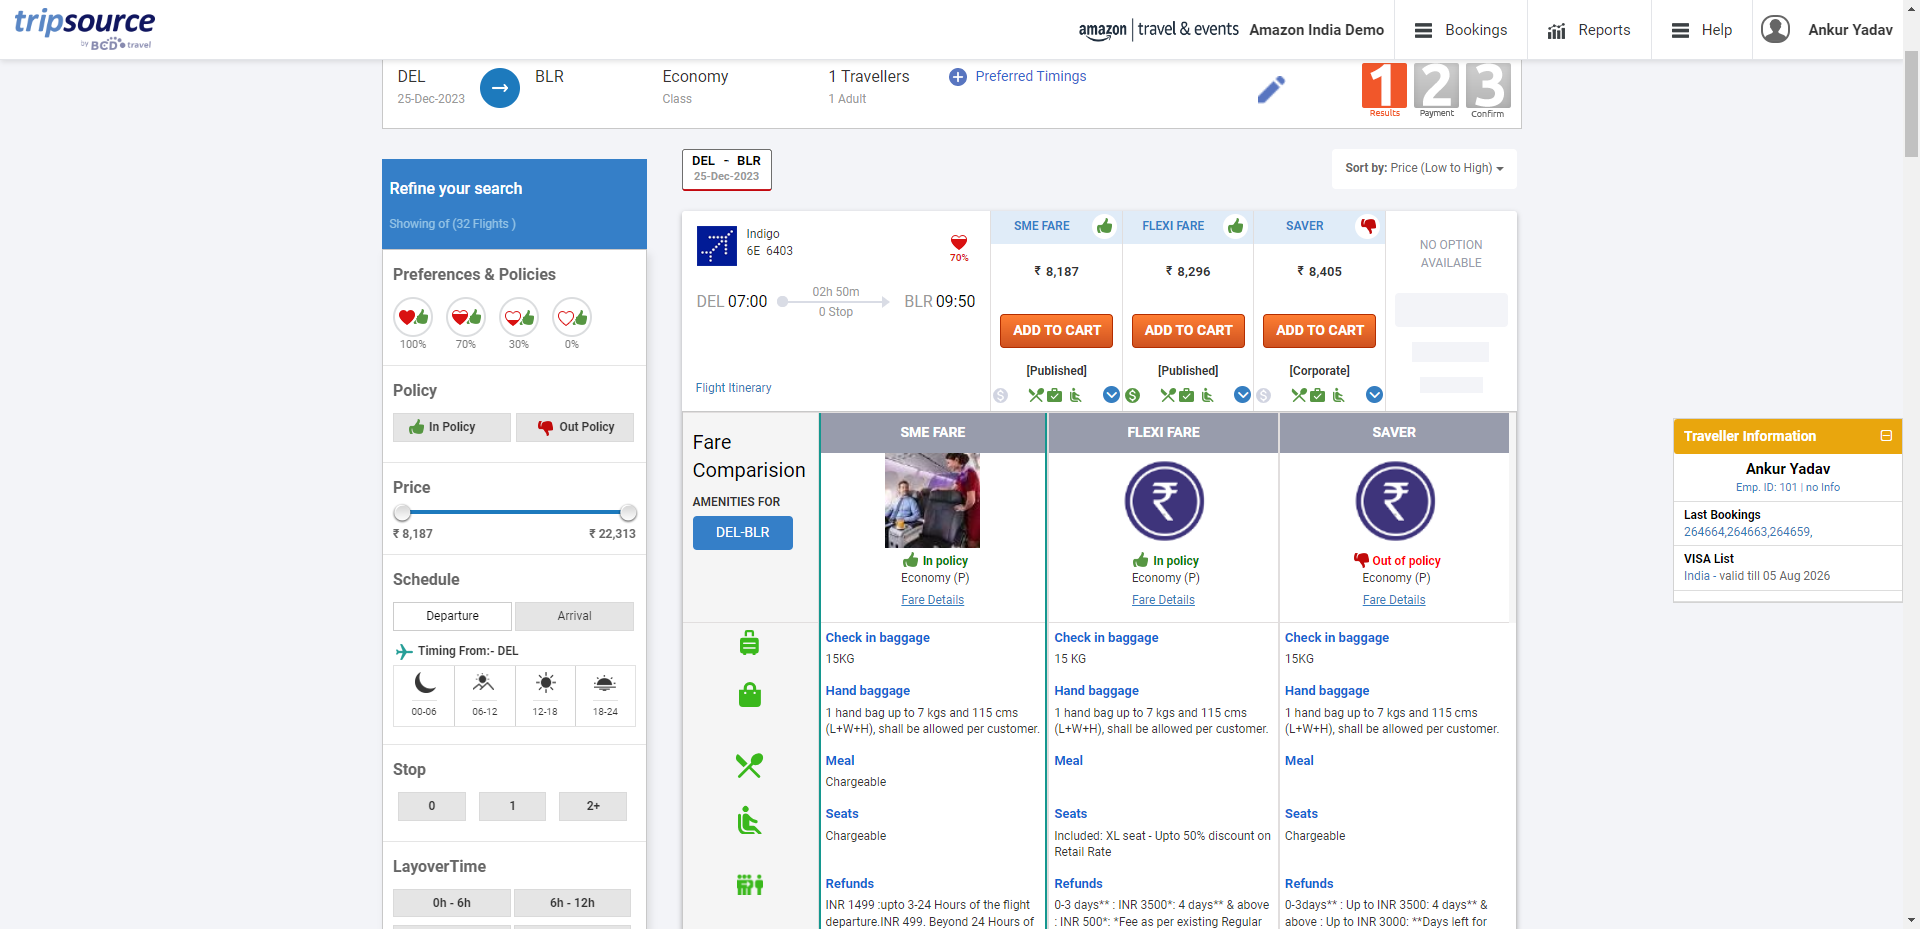 tripsource
by BCD travel
amazon | travel & events
Amazon India Demo
Bookings
Reports
Help
Ankur Yadav
DEL
25-Dec-2023
BLR
Economy
Class
1 Travellers
1 Adult
Preferred Timings
1
Results
2
Payment
3
Confirm
Refine your search
Showing of (32 Flights )
Preferences & Policies
100% 70% 30% 0%
Policy
In Policy
Out Policy
Price
₹ 8,187
₹ 22,313
Schedule
Departure
Arrival
Timing From:- DEL
00-06 06-12 12-18 18-24
Stop
0 1 2+
LayoverTime
0h - 6h
6h - 12h
DEL - BLR
25-Dec-2023
Sort by: Price (Low to High)
Indigo
6E 6403
70%
DEL 07:00
02h 50m
0 Stop
BLR 09:50
Flight Itinerary
SME FARE
₹ 8,187
ADD TO CART
[Published]
FLEXI FARE
₹ 8,296
ADD TO CART
[Published]
SAVER
₹ 8,405
ADD TO CART
[Corporate]
NO OPTION
AVAILABLE
Fare
Comparision
AMENITIES FOR
DEL-BLR
SME FARE
In policy
Economy (P)
Fare Details
Check in baggage
15KG
Hand baggage
1 hand bag up to 7 kgs and 115 cms
(L+W+H), shall be allowed per customer.
Meal
Chargeable
Seats
Chargeable
Refunds
INR 1499 :upto 3-24 Hours of the flight
departure.INR 499. Beyond 24 Hours of
FLEXI FARE
₹
In policy
Economy (P)
Fare Details
Check in baggage
15 KG
Hand baggage
1 hand bag up to 7 kgs and 115 cms
(L+W+H), shall be allowed per customer.
Meal
Seats
Included: XL seat - Upto 50% discount on
Retail Rate
Refunds
0-3 days** : INR 3500*: 4 days** & above
: INR 500*: *Fee as per existing Regular
SAVER
₹
Out of policy
Economy (P)
Fare Details
Check in baggage
15KG
Hand baggage
1 hand bag up to 7 kgs and 115 cms
(L+W+H), shall be allowed per customer.
Meal
Seats
Chargeable
Refunds
0-3days** : Up to INR 3500: 4 days** &
above : Up to INR 3000: **Days left for
Traveller Information
Ankur Yadav
Emp. ID: 101 | no Info
Last Bookings
264664,264663,264659,
VISA List
India - valid till 05 Aug 2026